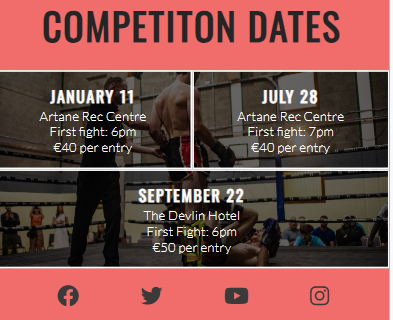 COMPETITON DATES
JANUARY 11
Artane Rec Centre
First fight: 6pm
€40 per entry
JULY 28
Artane Rec Centre
First fight: 7pm
€40 per entry
SEPTEMBER 22
The Devlin Hotel
First Fight: 6pm
€50 per entry